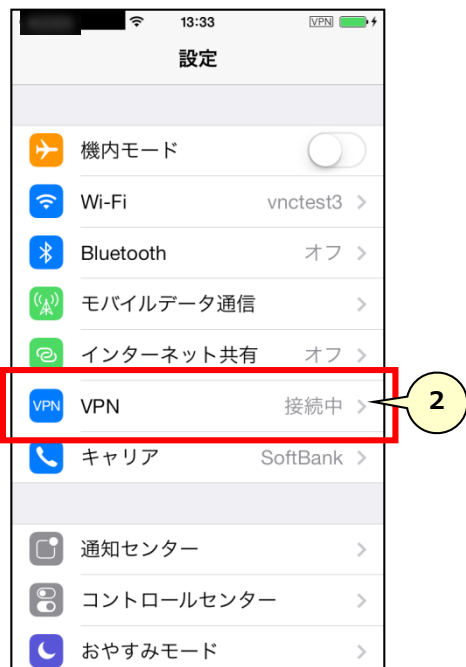 13:33 VPN
設定
機内モード
Wi-Fi vnctest3
Bluetooth オフ
モバイルデータ通信
インターネット共有 オフ
VPN VPN 接続中
2
キャリア SoftBank
通知センター
コントロールセンター
おやすみモード